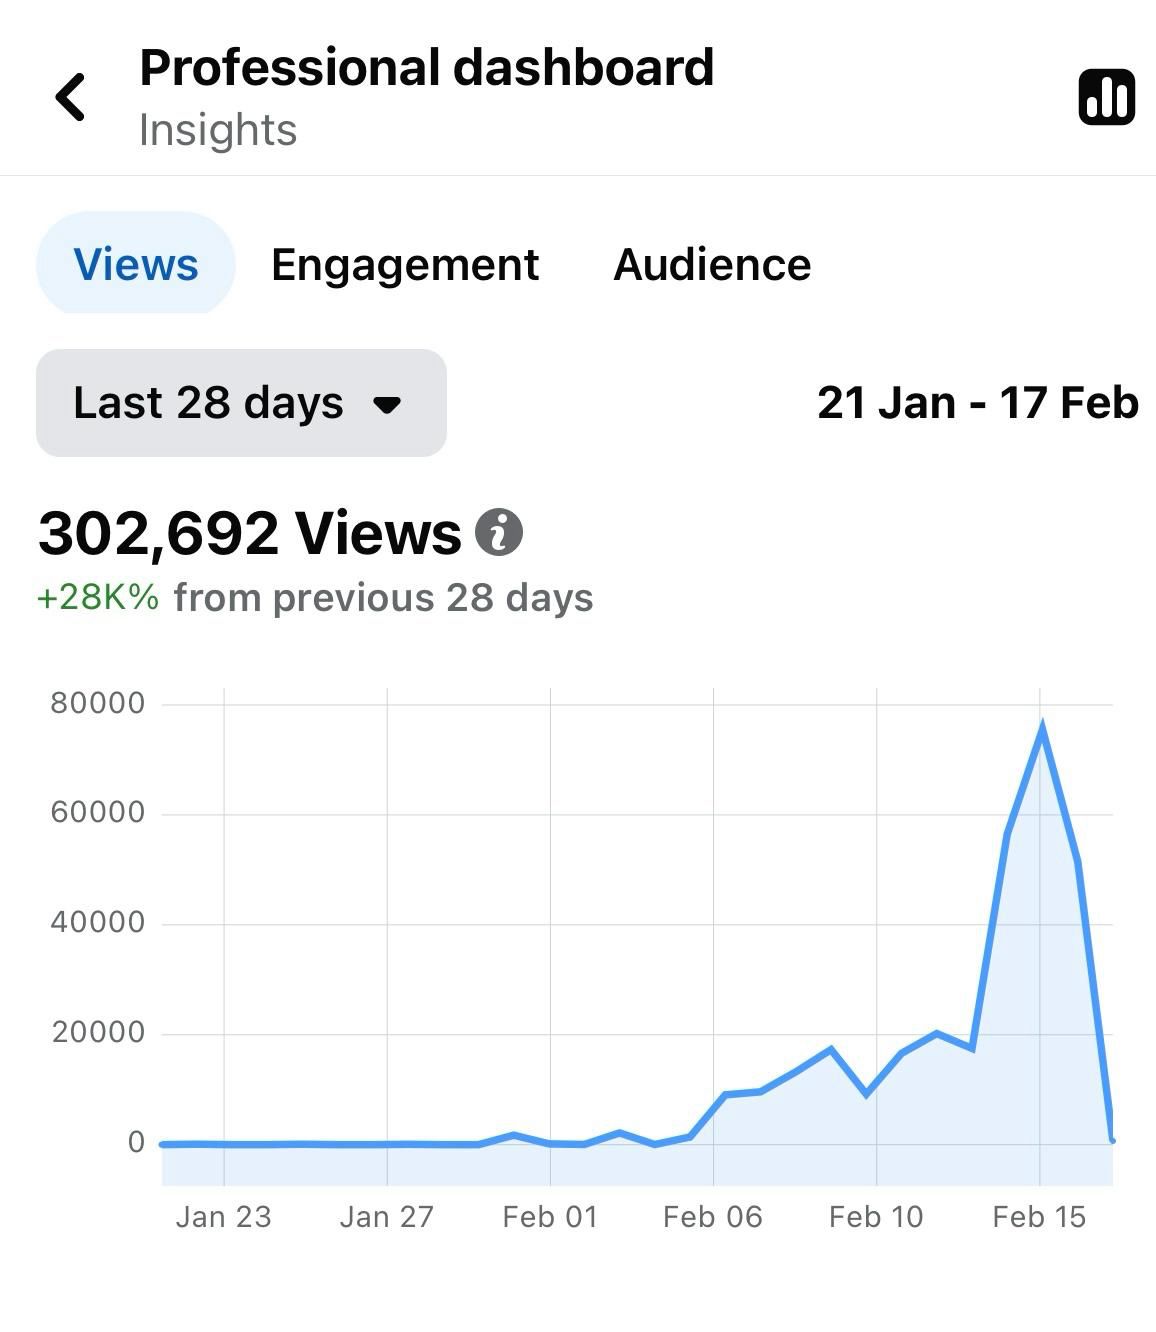 Professional dashboard
Insights
Views Engagement Audience
Last 28 days 21 Jan - 17 Feb
302,692 Views i
+28K% from previous 28 days
80000
60000
40000
20000
0
Jan 23 Jan 27 Feb 01 Feb 06 Feb 10 Feb 15